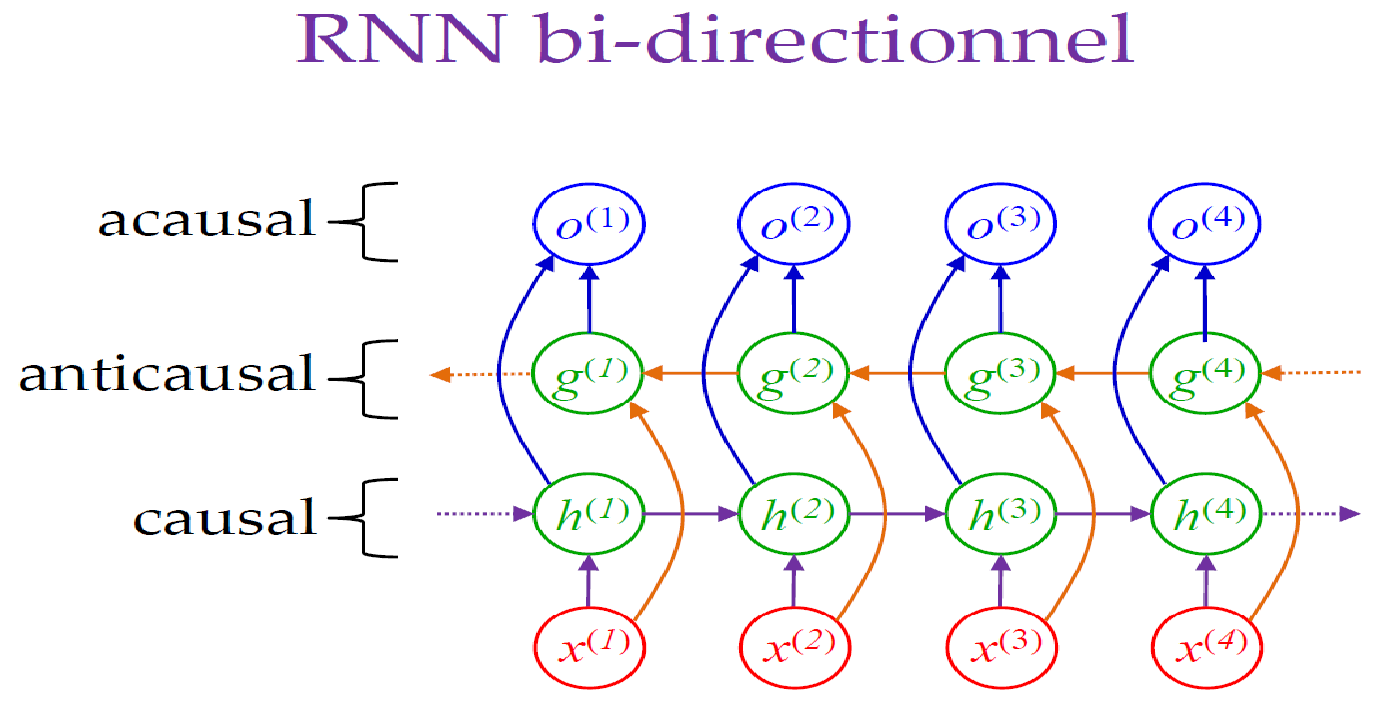 RNN bi-directionnel
acausal
o(1) o(2) o(3) o(4)
anticausal
g(1) g(2) g(3) g(4)
causal
h(1) h(2) h(3) h(4)
x(1) x(2) x(3) x(4)